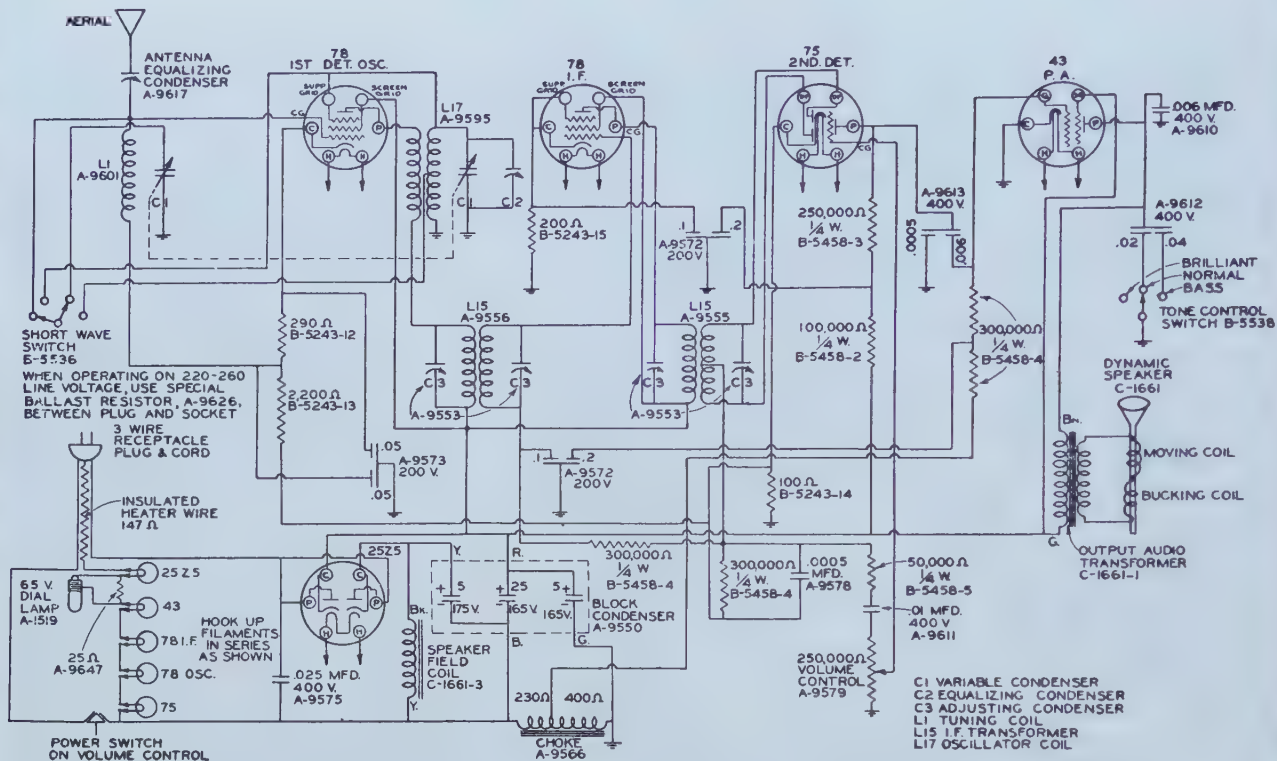 AERIAL
ANTENNA
EQUALIZING
CONDENSER
A-9617
78
1ST DET. OSC.
SUPP GRID
SCREEN GRID
CG
C
P
H
H
L17
A-9595
78
I.F.
SUPP GRID
SCREEN GRID
CG
C
P
H
H
75
2ND. DET.
C
P
CG
H
H
43
P. A.
P
H
H
.006 MFD.
400 V.
A-9610
L1
A-9601
C 1
C 1
C 2
200 Ω
B-5243-15
.1
.2
A-9572
200 V
250,000 Ω
1/4 W.
B-5458-3
A-9613
400 V.
.0005
.006
A-9612
400 V.
.02
.04
BRILLIANT
NORMAL
BASS
TONE CONTROL
SWITCH B-5538
SHORT WAVE
SWITCH
B-5536
290 Ω
B-5243-12
2,200 Ω
B-5243-13
L15
A-9556
C 3
C 3
A-9553
L15
A-9555
C 3
C 3
A-9553
100,000 Ω
1/4 W.
B-5458-2
300,000 Ω
1/4 W.
B-5458-4
DYNAMIC
SPEAKER
C-1661
WHEN OPERATING ON 220-260
LINE VOLTAGE, USE SPECIAL
BALLAST RESISTOR, A-9626,
BETWEEN PLUG AND SOCKET
3 WIRE
RECEPTACLE
PLUG & CORD
.05
A-9573
200 V.
.05
.1
.2
A-9572
200 V
100 Ω
B-5243-14
BK.
MOVING COIL
BUCKING COIL
G.
OUTPUT AUDIO
TRANSFORMER
C-1661-1
INSULATED
HEATER WIRE
147 Ω
25Z5
43
78 I.F.
78 OSC.
75
6.5 V.
DIAL
LAMP
A-1519
25 Ω
A-9647
HOOK UP
FILAMENTS
IN SERIES
AS SHOWN
25Z5
C
C
P
P
H
H
.025 MFD.
400 V.
A-9575
Y.
R.
BK.
+ 5
175 V.
+ 25
165 V.
5 +
165 V.
B.
G.
BLOCK
CONDENSER
A-9550
SPEAKER
FIELD
COIL
C-1661-3
Y.
300,000 Ω
1/4 W.
B-5458-4
300,000 Ω
1/4 W.
B-5458-4
.0005
MFD.
A-9578
50,000 Ω
1/4 W.
B-5458-5
.01 MFD.
400 V
A-9611
250,000 Ω
VOLUME
CONTROL
A-9579
230 Ω
400 Ω
CHOKE
A-9566
POWER SWITCH
ON VOLUME CONTROL
C1 VARIABLE CONDENSER
C2 EQUALIZING CONDENSER
C3 ADJUSTING CONDENSER
L1 TUNING COIL
L15 I.F. TRANSFORMER
L17 OSCILLATOR COIL